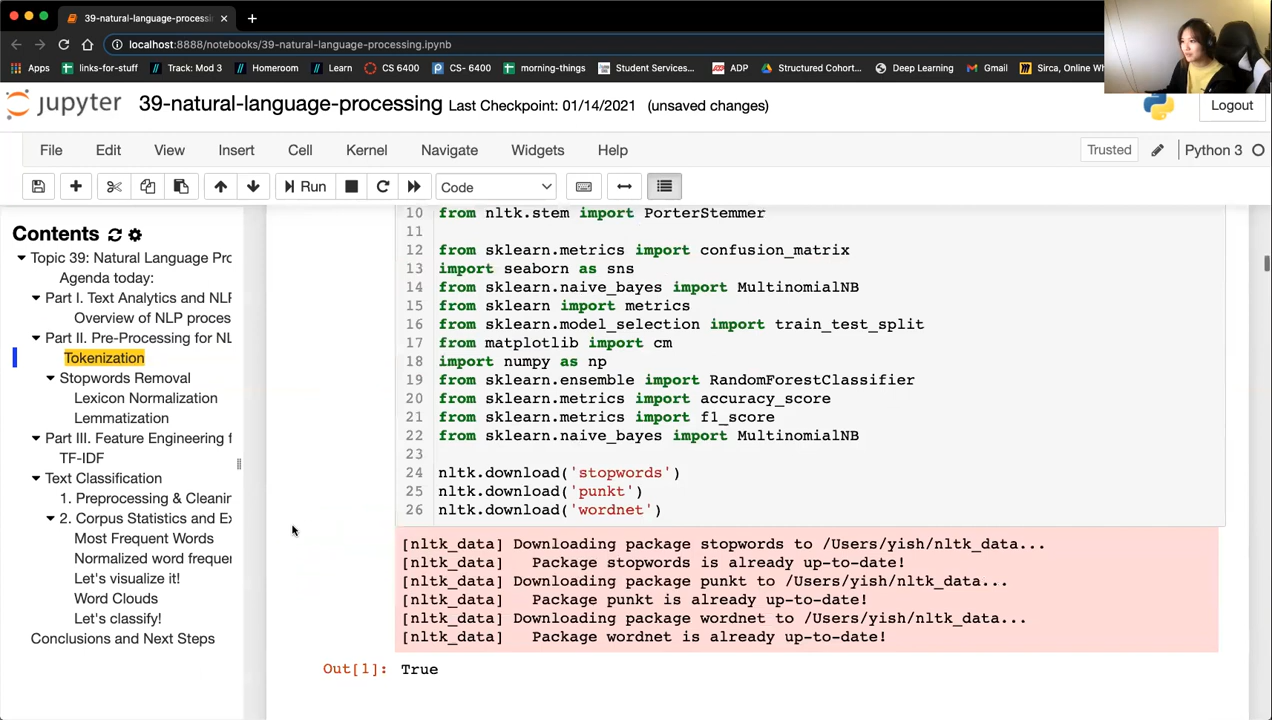 39-natural-language-processi
localhost:8888/notebooks/39-natural-language-processing.ipynb
Apps links-for-stuff Track: Mod 3 Homeroom Learn CS 6400 CS- 6400 morning-things Student Services... ADP Structured Cohort... Deep Learning Gmail Sirca, Online Wh
jupyter 39-natural-language-processing Last Checkpoint: 01/14/2021 (unsaved changes) Logout
File Edit View Insert Cell Kernel Navigate Widgets Help Trusted Python 3
Run Code
Contents
Topic 39: Natural Language Pro
Agenda today:
Part I. Text Analytics and NLP
Overview of NLP proces
Part II. Pre-Processing for NL
Tokenization
Stopwords Removal
Lexicon Normalization
Lemmatization
Part III. Feature Engineering f
TF-IDF
Text Classification
1. Preprocessing & Cleanin
2. Corpus Statistics and Ex
Most Frequent Words
Normalized word frequer
Let's visualize it!
Word Clouds
Let's classify!
Conclusions and Next Steps
10 from nltk.stem import PorterStemmer
11
12 from sklearn.metrics import confusion_matrix
13 import seaborn as sns
14 from sklearn.naive_bayes import MultinomialNB
15 from sklearn import metrics
16 from sklearn.model_selection import train_test_split
17 from matplotlib import cm
18 import numpy as np
19 from sklearn.ensemble import RandomForestClassifier
20 from sklearn.metrics import accuracy_score
21 from sklearn.metrics import f1_score
22 from sklearn.naive_bayes import MultinomialNB
23
24 nltk.download('stopwords')
25 nltk.download('punkt')
26 nltk.download('wordnet')
[nltk_data] Downloading package stopwords to /Users/yish/nltk_data...
[nltk_data] Package stopwords is already up-to-date!
[nltk_data] Downloading package punkt to /Users/yish/nltk_data...
[nltk_data] Package punkt is already up-to-date!
[nltk_data] Downloading package wordnet to /Users/yish/nltk_data...
[nltk_data] Package wordnet is already up-to-date!
Out[1]: True